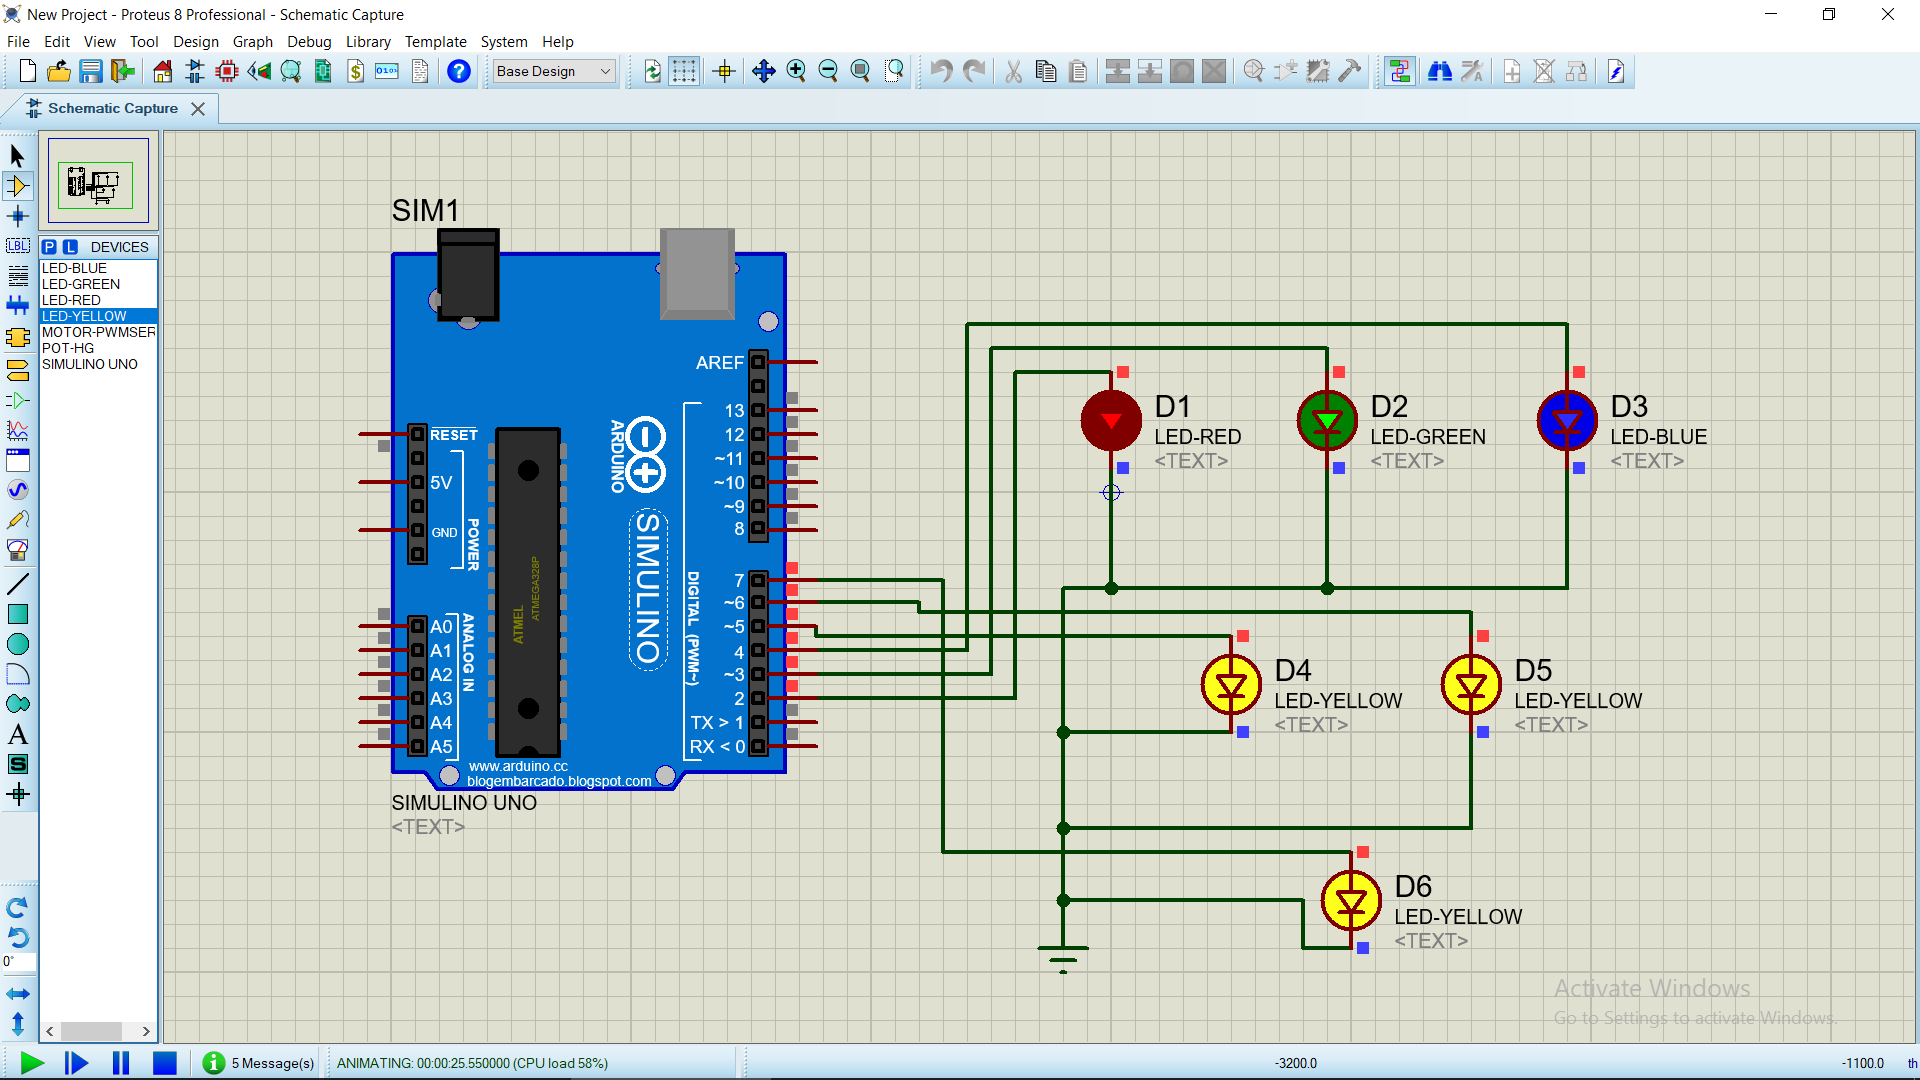 New Project - Proteus 8 Professional - Schematic Capture
File Edit View Tool Design Graph Debug Library Template System Help
Base Design
Schematic Capture
P L DEVICES
LED-BLUE
LED-GREEN
LED-RED
LED-YELLOW
MOTOR-PWMSER
POT-HG
SIMULINO UNO
LBL
A
S
0°
SIM1
AREF
13
12
~11
~10
~9
8
7
~6
~5
4
~3
2
TX > 1
RX < 0
RESET
5V
GND
POWER
A0
A1
A2
A3
A4
A5
ANALOG IN
ATMEL
ATMEGA328P
ARDUINO
SIMULINO
DIGITAL (PWM~)
www.arduino.cc
blogembarcado.blogspot.com
SIMULINO UNO
<TEXT>
D1
LED-RED
<TEXT>
D2
LED-GREEN
<TEXT>
D3
LED-BLUE
<TEXT>
D4
LED-YELLOW
<TEXT>
D5
LED-YELLOW
<TEXT>
D6
LED-YELLOW
<TEXT>
Activate Windows
Go to Settings to activate Windows.
5 Message(s)
ANIMATING: 00:00:25.550000 (CPU load 58%)
-3200.0
-1100.0
th